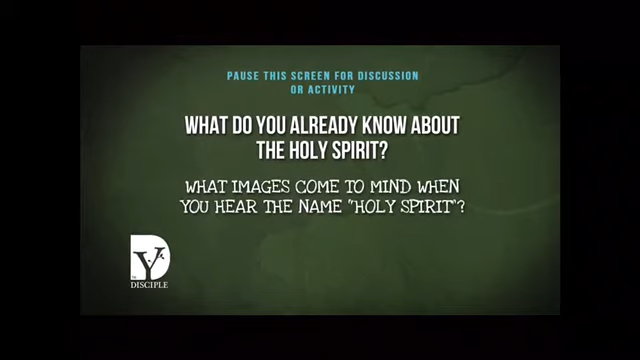 PAUSE THIS SCREEN FOR DISCUSSION
OR ACTIVITY
WHAT DO YOU ALREADY KNOW ABOUT
THE HOLY SPIRIT?
WHAT IMAGES COME TO MIND WHEN
YOU HEAR THE NAME "HOLY SPIRIT"?
YD
DISCIPLE